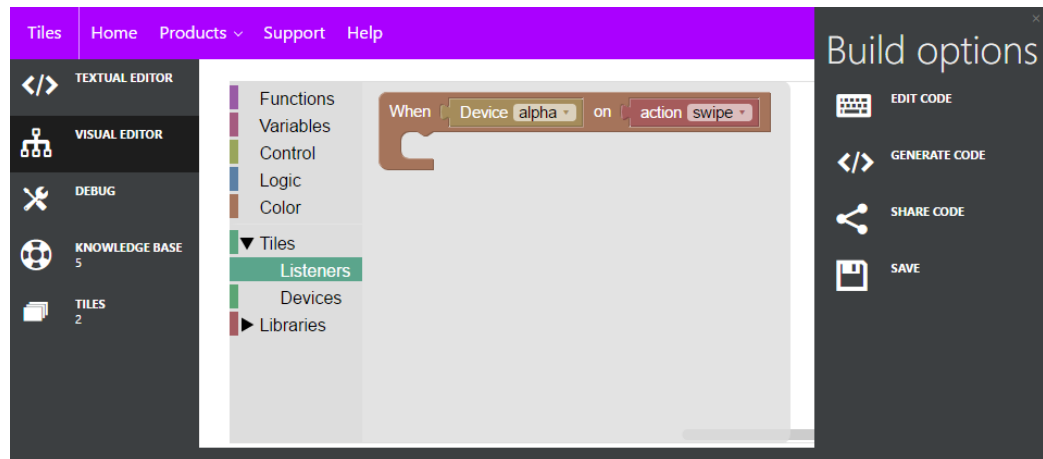 Tiles Home Products Support Help
Build options
TEXTUAL EDITOR
VISUAL EDITOR
DEBUG
KNOWLEDGE BASE
5
TILES
2
Functions
Variables
Control
Logic
Color
Tiles
Listeners
Devices
Libraries
When Device alpha on action swipe
EDIT CODE
GENERATE CODE
SHARE CODE
SAVE